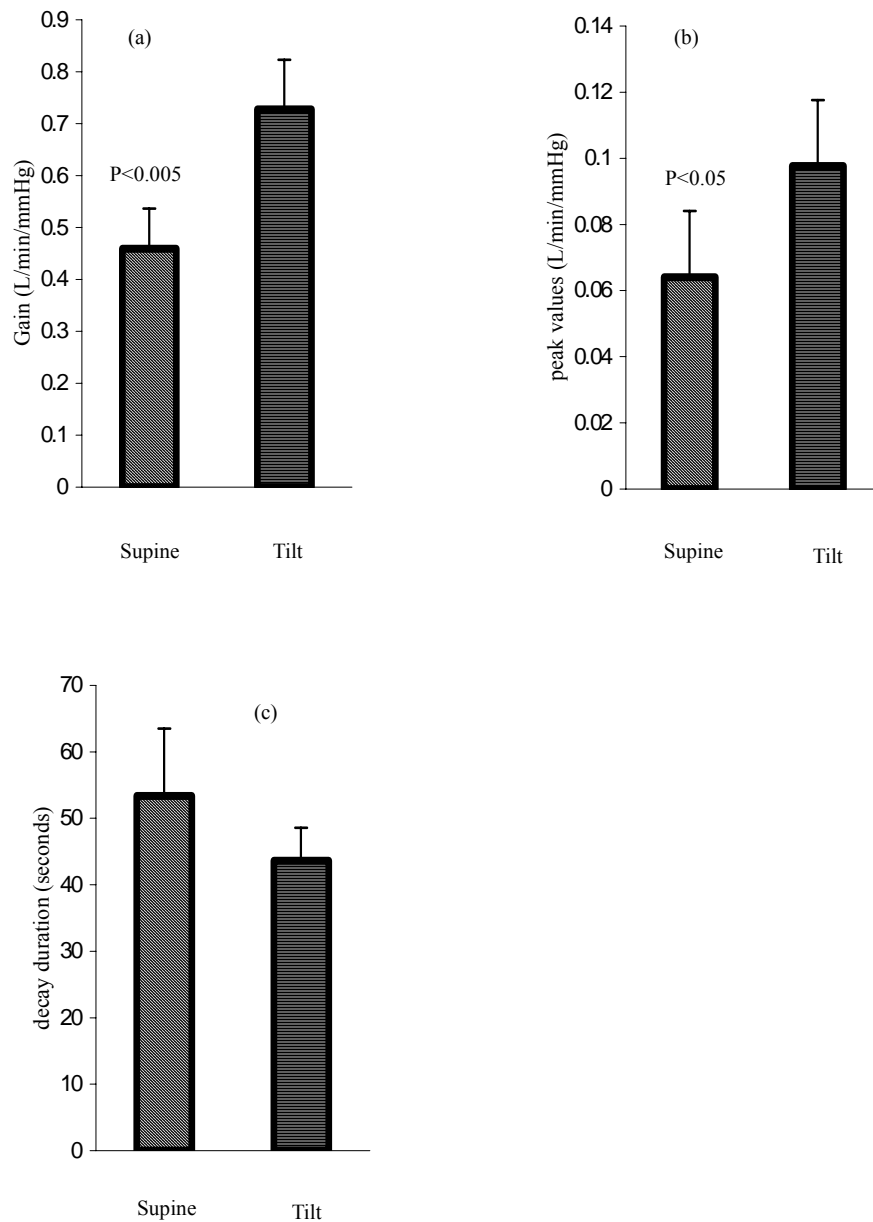 (a)
Gain (L/min/mmHg)
0.9
0.8
0.7
0.6
0.5
0.4
0.3
0.2
0.1
0
P<0.005
Supine
Tilt
(b)
peak values (L/min/mmHg)
0.14
0.12
0.1
0.08
0.06
0.04
0.02
0
P<0.05
Supine
Tilt
(c)
decay duration (seconds)
70
60
50
40
30
20
10
0
Supine
Tilt